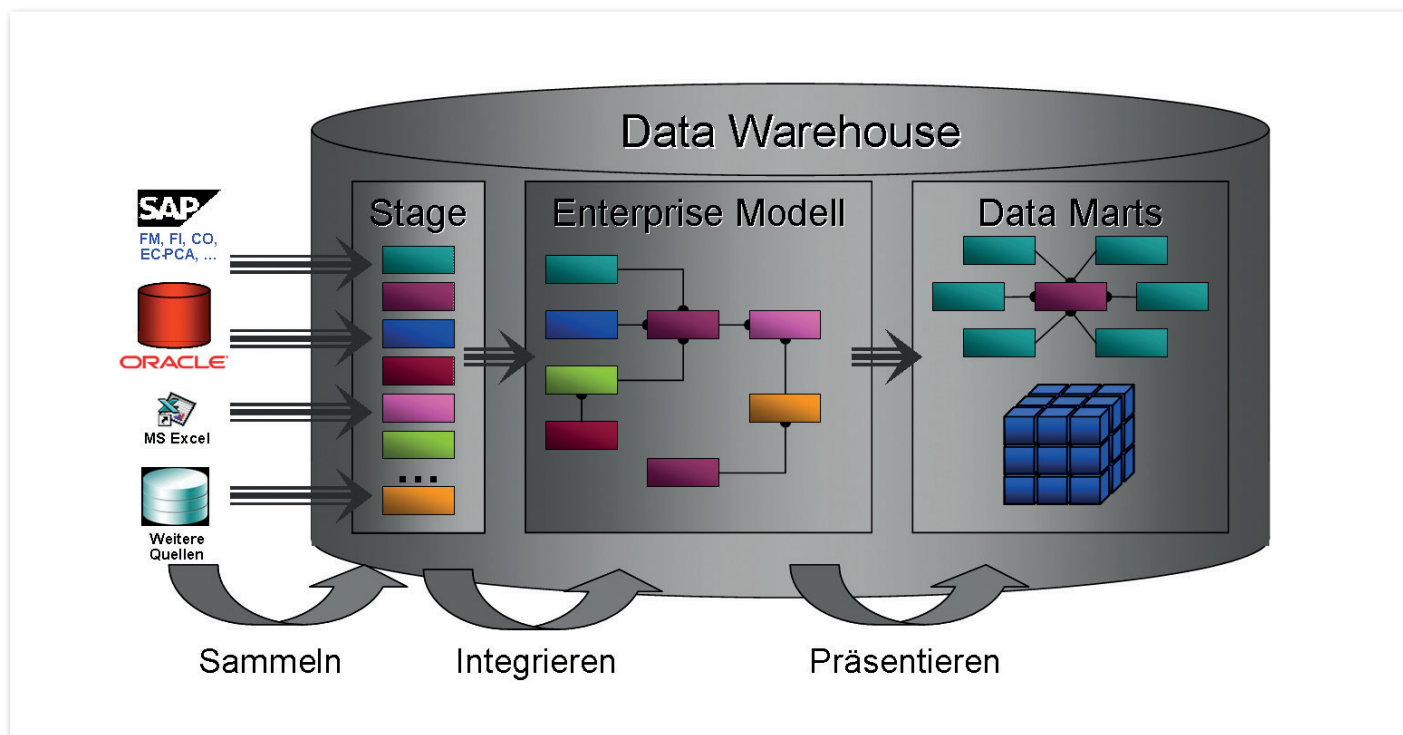 Data Warehouse
SAP
FM, FI, CO,
EC-PCA, ...
ORACLE
MS Excel
Weitere
Quellen
Stage
...
Enterprise Modell
Data Marts
Sammeln
Integrieren
Präsentieren